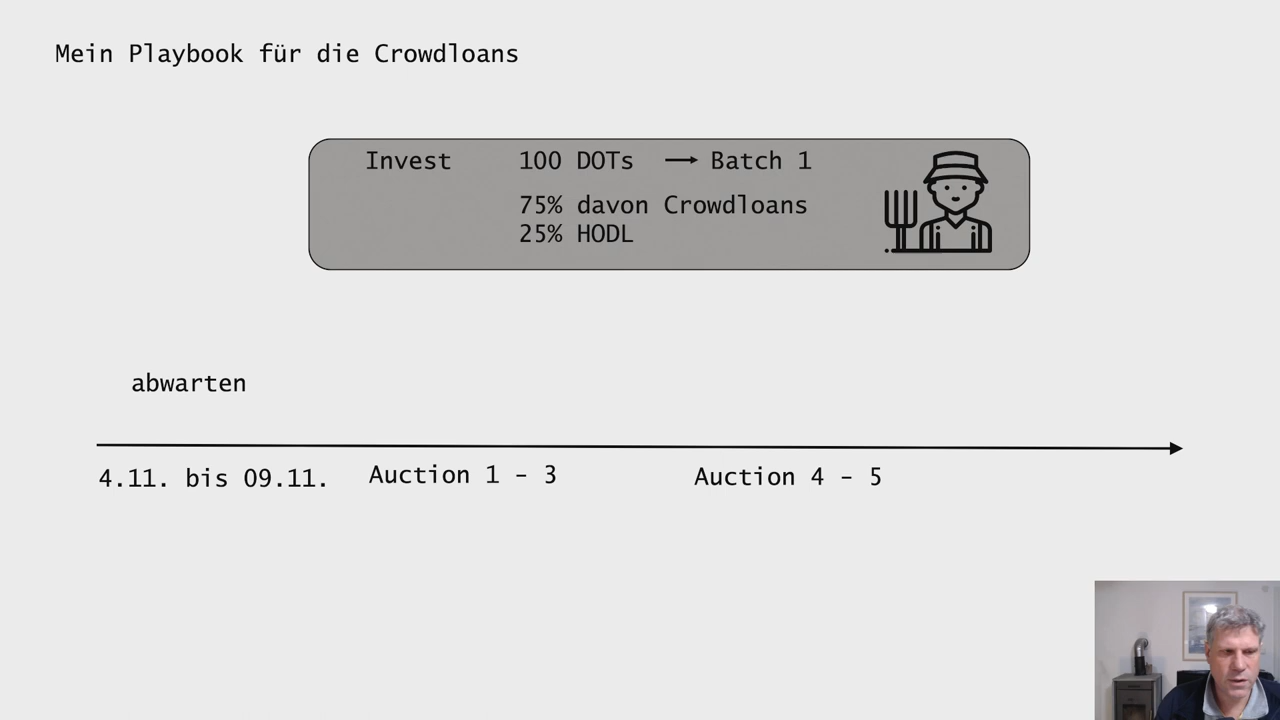 Mein Playbook für die Crowdloans
Invest 100 DOTs → Batch 1
75% davon Crowdloans
25% HODL
abwarten
4.11. bis 09.11. Auction 1 - 3 Auction 4 - 5